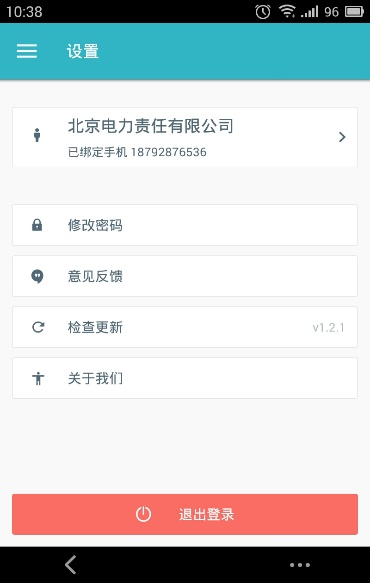 10:38
96
设置
北京电力责任有限公司
已绑定手机 18792876536
修改密码
意见反馈
检查更新
v1.2.1
关于我们
退出登录